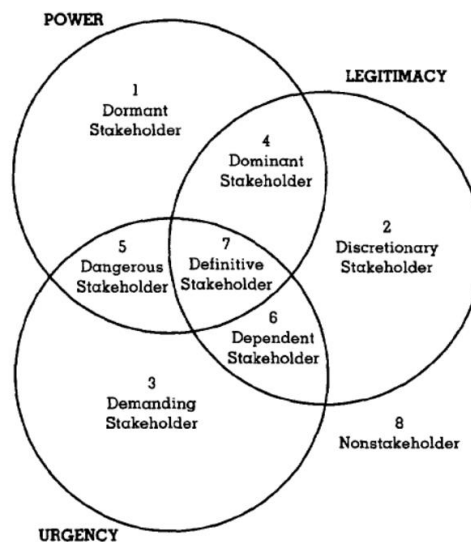 POWER
1
Dormant
Stakeholder
LEGITIMACY
4
Dominant
Stakeholder
2
Discretionary
Stakeholder
5
Dangerous
Stakeholder
7
Definitive
Stakeholder
6
Dependent
Stakeholder
3
Demanding
Stakeholder
8
Nonstakeholder
URGENCY